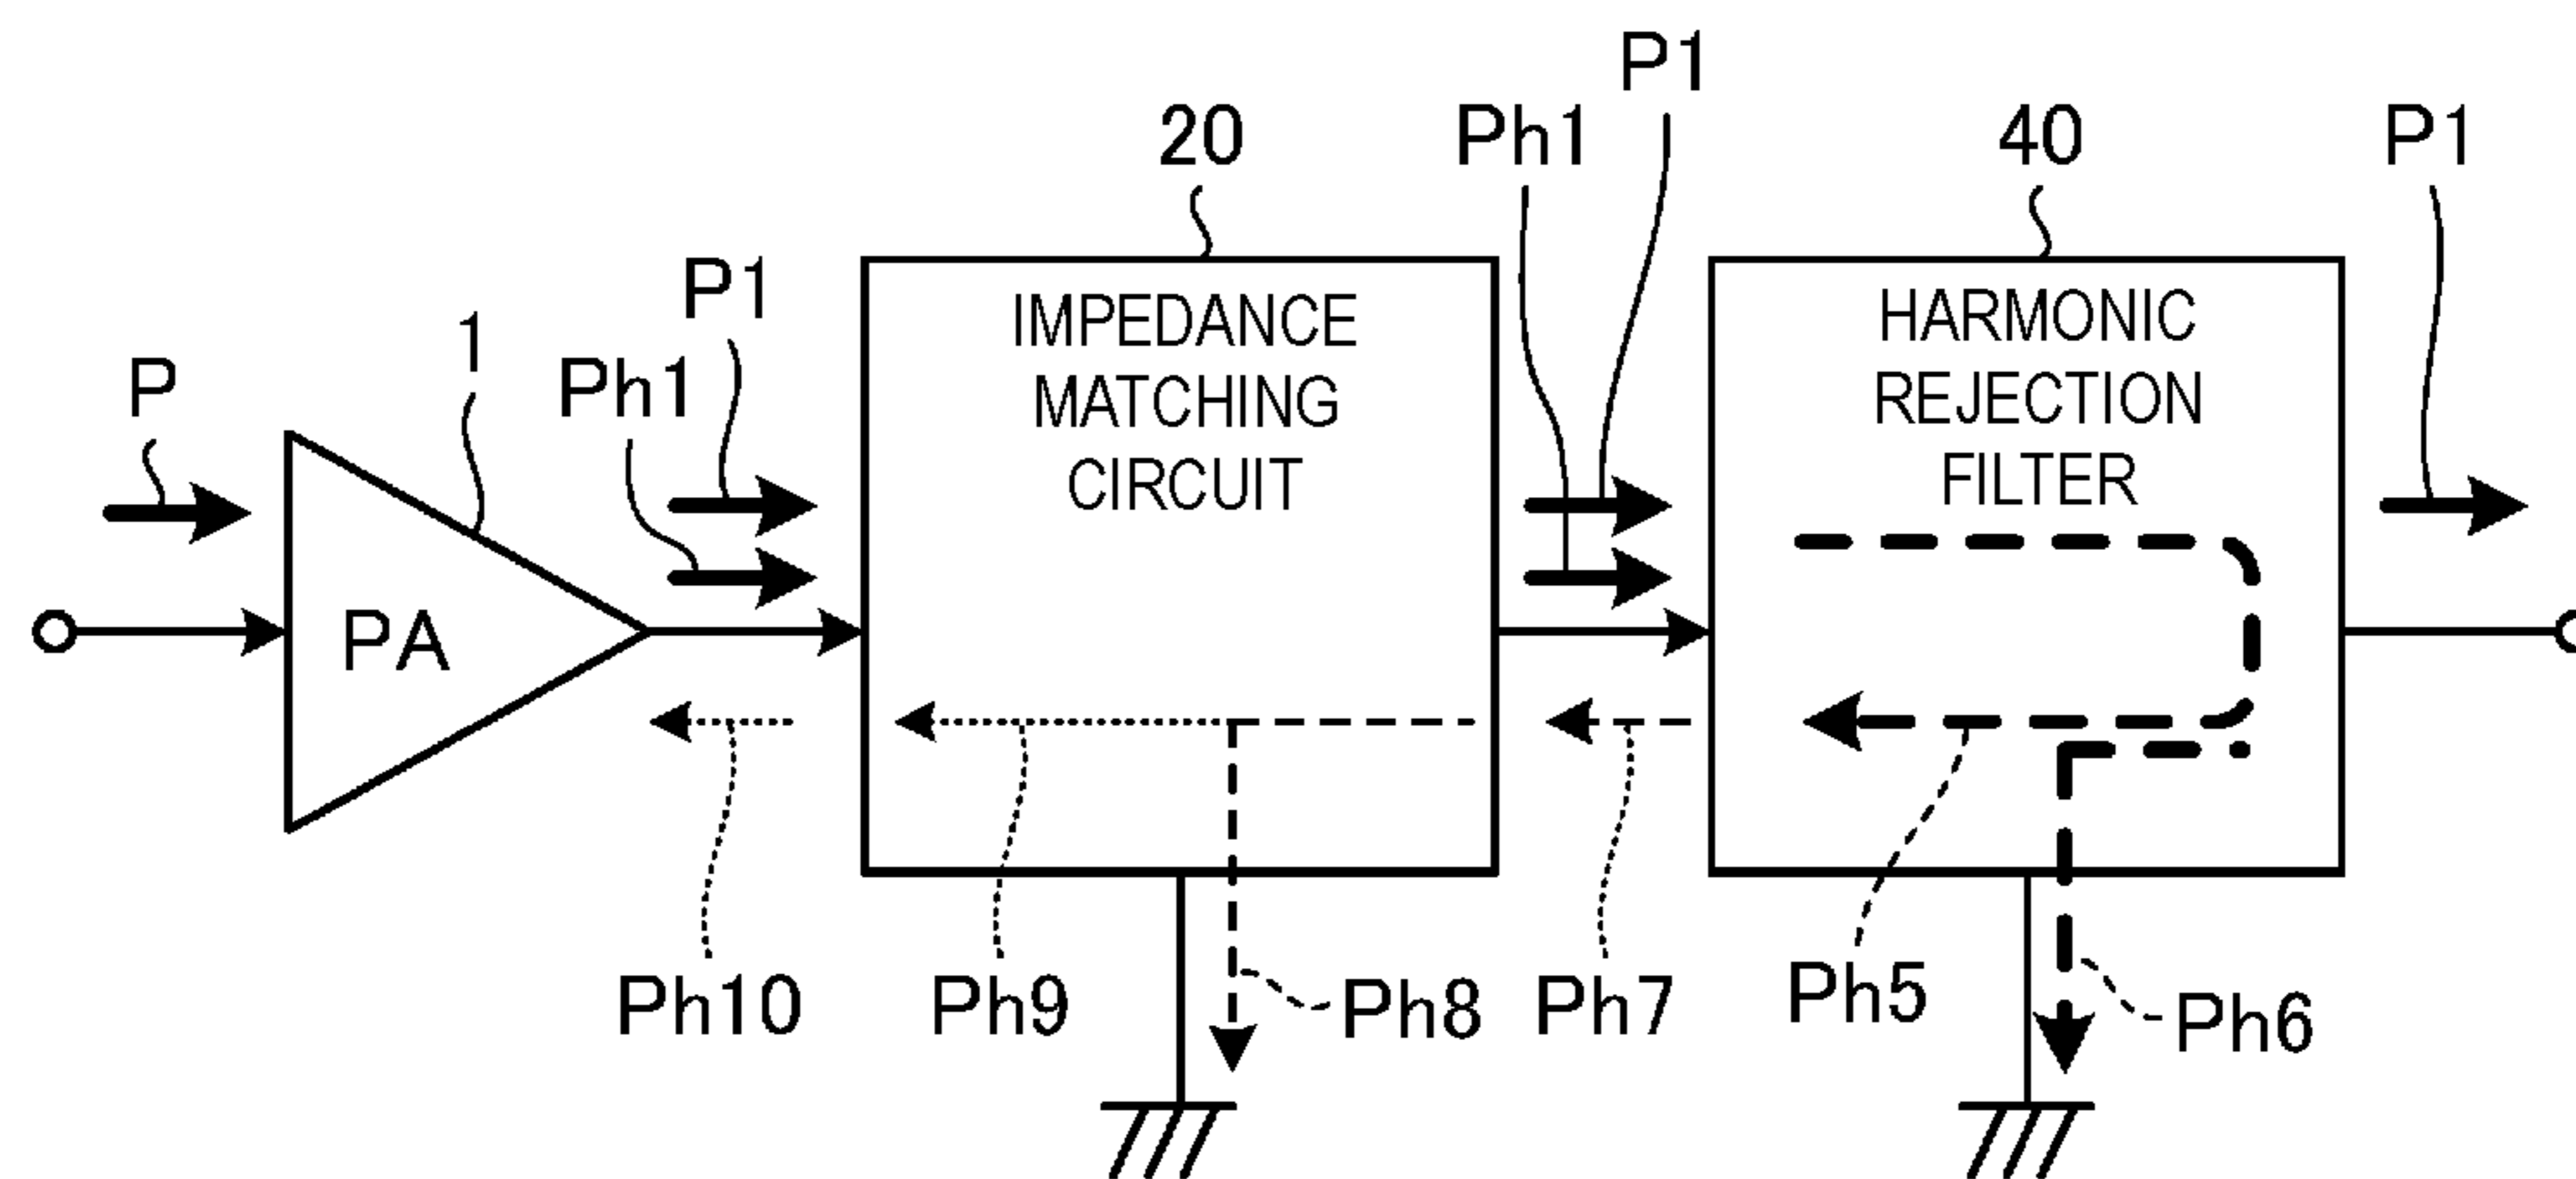 P1
20
Ph1
40
P1
P1
IMPEDANCE
MATCHING
CIRCUIT
HARMONIC
REJECTION
FILTER
1
P
Ph1
PA
Ph10
Ph9
Ph8
Ph7
Ph5
Ph6